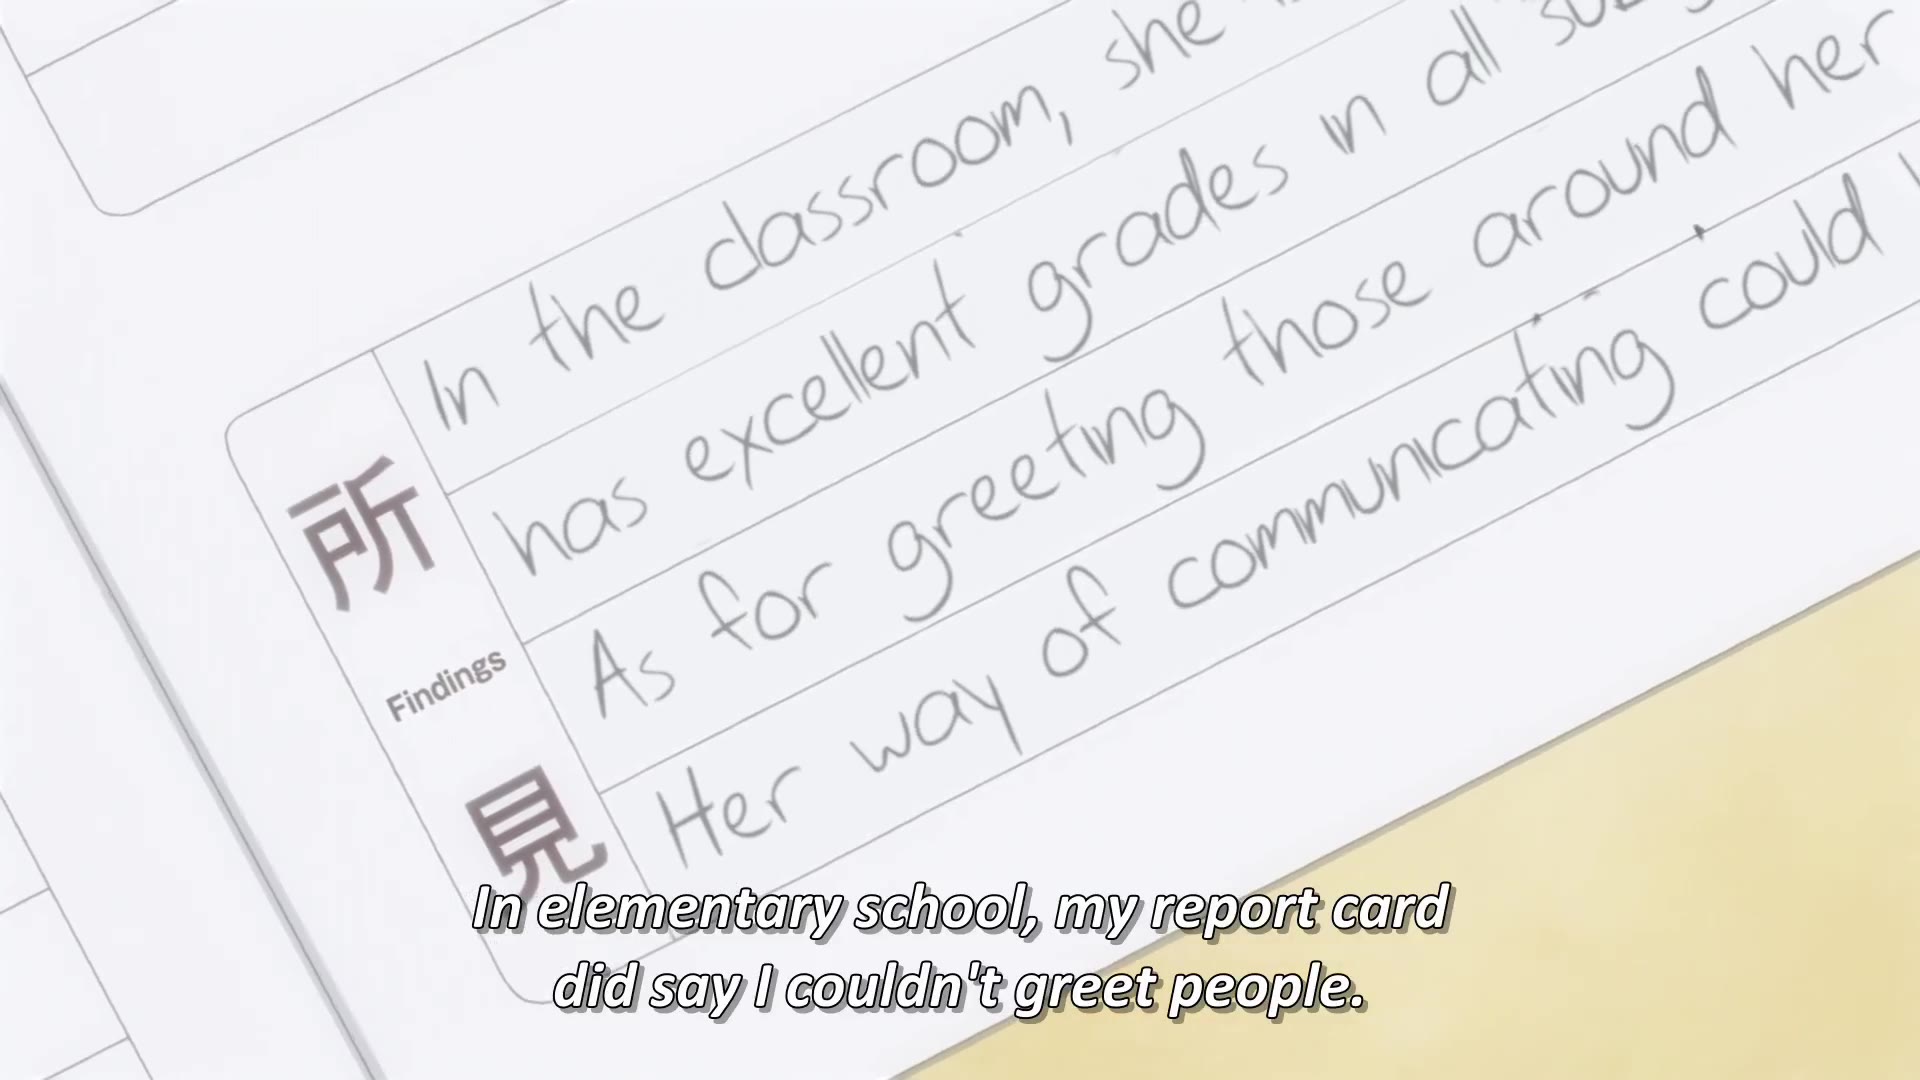 In the classroom, she
has excellent grades in all
As for greeting those around her
Her way of communicating could
所見
Findings
In elementary school, my report card
did say I couldn't greet people.